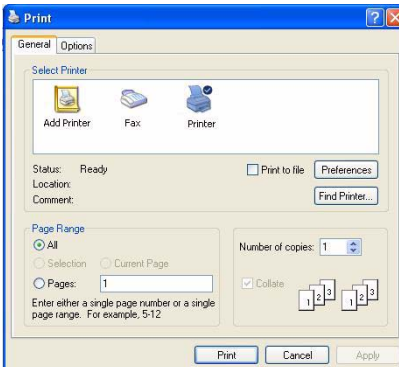 Print
General Options
Select Printer
Add Printer Fax Printer
Status: Ready
Location:
Comment:
Print to file
Preferences
Find Printer...
Page Range
All
Selection Current Page
Pages: 1
Enter either a single page number or a single
page range. For example, 5-12
Number of copies: 1
Collate
1 2 3 1 2 3
Print Cancel Apply